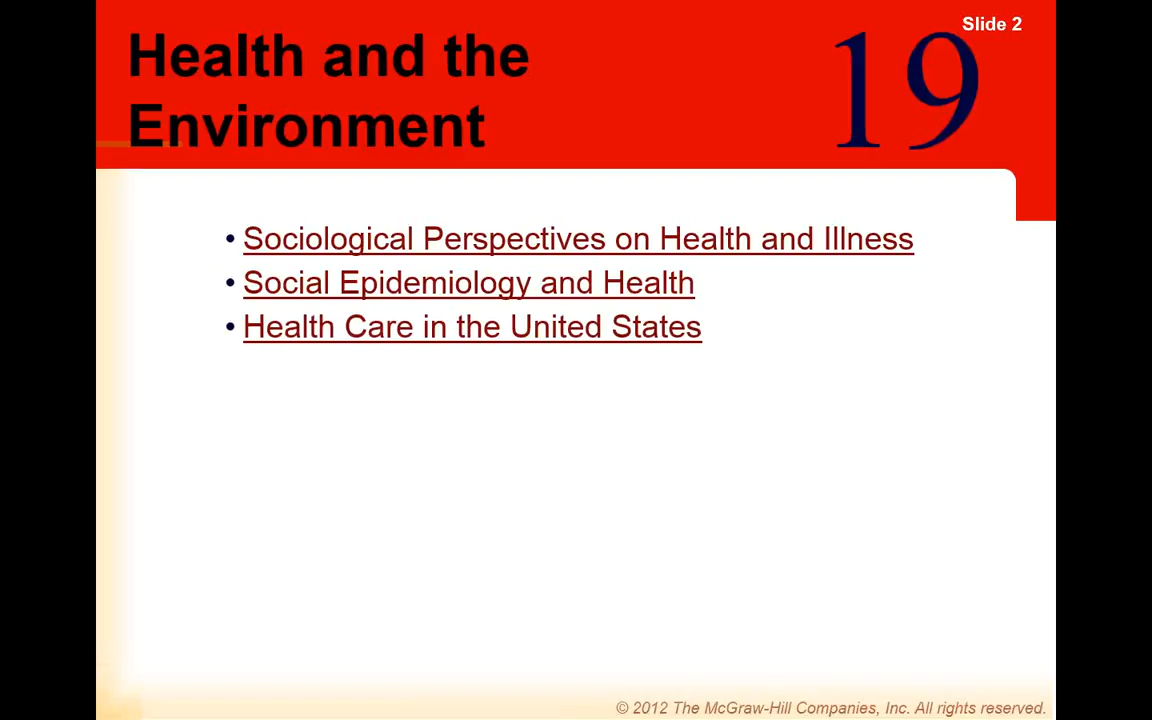 Slide 2
Health and the
Environment
19
• Sociological Perspectives on Health and Illness
• Social Epidemiology and Health
• Health Care in the United States
© 2012 The McGraw-Hill Companies, Inc. All rights reserved.